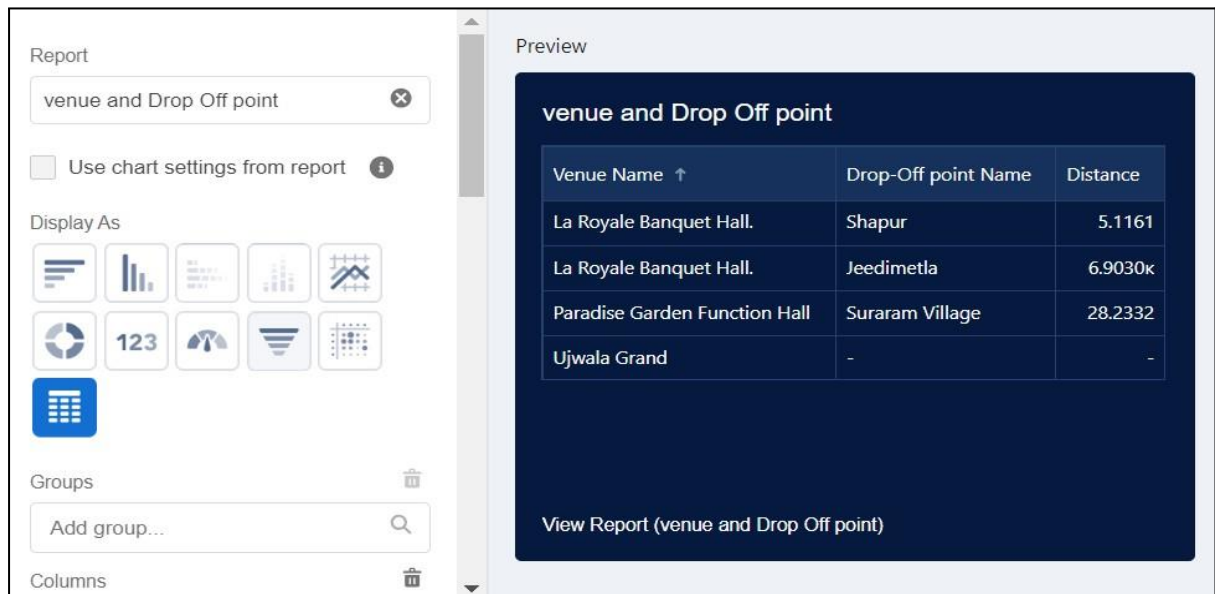 Report
venue and Drop Off point
Use chart settings from report
Display As
123
Groups
Add group...
Columns
Preview
venue and Drop Off point
Venue Name ↑ Drop-Off point Name Distance
La Royale Banquet Hall. Shapur 5.1161
La Royale Banquet Hall. Jeedimetla 6.9030ĸ
Paradise Garden Function Hall Suraram Village 28.2332
Ujwala Grand - -
View Report (venue and Drop Off point)